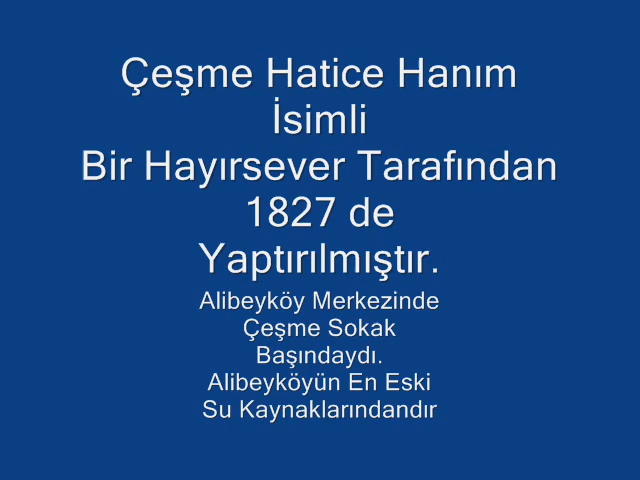 Çeşme Hatice Hanım
İsimli
Bir Hayırsever Tarafından
1827 de
Yaptırılmıştır.
Alibeyköy Merkezinde
Çeşme Sokak
Başındaydı.
Alibeyköyün En Eski
Su Kaynaklarındandır